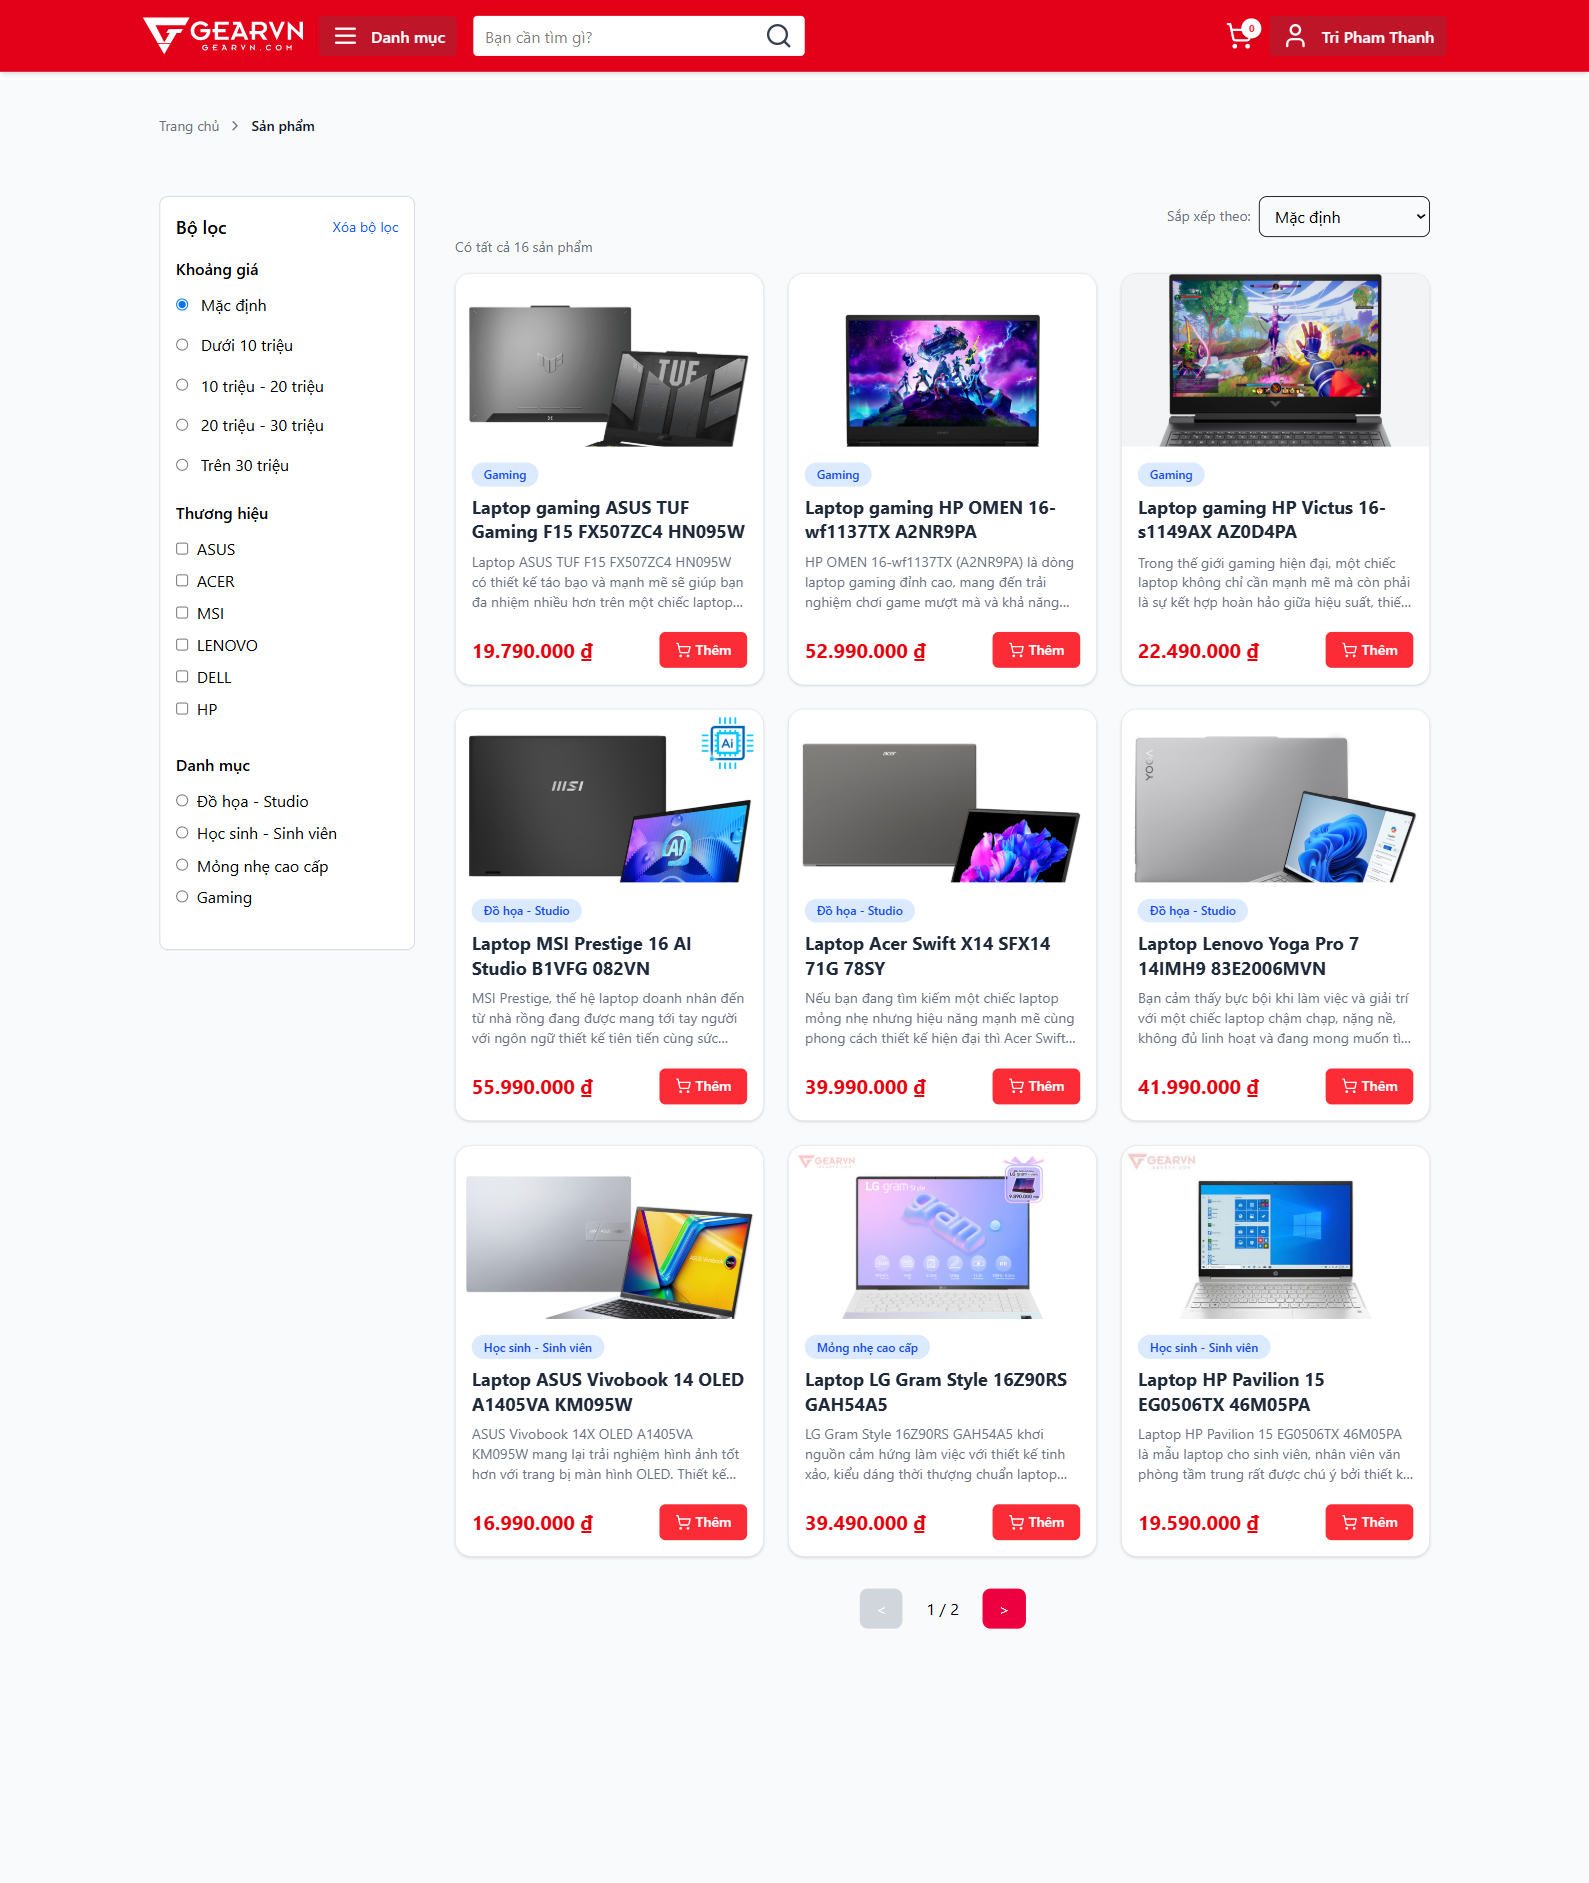 GEARVN
GEARVN.COM
Danh mục
Bạn cần tìm gì?
0
Tri Pham Thanh
Trang chủ > Sản phẩm
Bộ lọc
Xóa bộ lọc
Khoảng giá
Mặc định
Dưới 10 triệu
10 triệu - 20 triệu
20 triệu - 30 triệu
Trên 30 triệu
Thương hiệu
ASUS
ACER
MSI
LENOVO
DELL
HP
Danh mục
Đồ họa - Studio
Học sinh - Sinh viên
Mỏng nhẹ cao cấp
Gaming
Sắp xếp theo:
Mặc định
Có tất cả 16 sản phẩm
TUF
Gaming
Laptop gaming ASUS TUF
Gaming F15 FX507ZC4 HN095W
Laptop ASUS TUF F15 FX507ZC4 HN095W
có thiết kế táo bạo và mạnh mẽ sẽ giúp bạn
đa nhiệm nhiều hơn trên một chiếc laptop...
19.790.000 ₫
Thêm
Gaming
Laptop gaming HP OMEN 16-
wf1137TX A2NR9PA
HP OMEN 16-wf1137TX (A2NR9PA) là dòng
laptop gaming đỉnh cao, mang đến trải
nghiệm chơi game mượt mà và khả năng...
52.990.000 ₫
Thêm
Gaming
Laptop gaming HP Victus 16-
s1149AX AZ0D4PA
Trong thế giới gaming hiện đại, một chiếc
laptop không chỉ cần mạnh mẽ mà còn phải
là sự kết hợp hoàn hảo giữa hiệu suất, thiế...
22.490.000 ₫
Thêm
msi
Ai
AI
Đồ họa - Studio
Laptop MSI Prestige 16 AI
Studio B1VFG 082VN
MSI Prestige, thế hệ laptop doanh nhân đến
từ nhà rồng đang được mang tới tay người
với ngôn ngữ thiết kế tiên tiến cùng sức...
55.990.000 ₫
Thêm
acer
Đồ họa - Studio
Laptop Acer Swift X14 SFX14
71G 78SY
Nếu bạn đang tìm kiếm một chiếc laptop
mỏng nhẹ nhưng hiệu năng mạnh mẽ cùng
phong cách thiết kế hiện đại thì Acer Swift...
39.990.000 ₫
Thêm
YOGA
Đồ họa - Studio
Laptop Lenovo Yoga Pro 7
14IMH9 83E2006MVN
Bạn cảm thấy bực bội khi làm việc và giải trí
với một chiếc laptop chậm chạp, nặng nề,
không đủ linh hoạt và đang mong muốn tì...
41.990.000 ₫
Thêm
Học sinh - Sinh viên
Laptop ASUS Vivobook 14 OLED
A1405VA KM095W
ASUS Vivobook 14X OLED A1405VA
KM095W mang lại trải nghiệm hình ảnh tốt
hơn với trang bị màn hình OLED. Thiết kế...
16.990.000 ₫
Thêm
GEARVN
LG gram Style
gram
9.890.000
Mỏng nhẹ cao cấp
Laptop LG Gram Style 16Z90RS
GAH54A5
LG Gram Style 16Z90RS GAH54A5 khơi
nguồn cảm hứng làm việc với thiết kế tinh
xảo, kiểu dáng thời thượng chuẩn laptop...
39.490.000 ₫
Thêm
GEARVN
Học sinh - Sinh viên
Laptop HP Pavilion 15
EG0506TX 46M05PA
Laptop HP Pavilion 15 EG0506TX 46M05PA
là mẫu laptop cho sinh viên, nhân viên văn
phòng tầm trung rất được chú ý bởi thiết k...
19.590.000 ₫
Thêm
<
1 / 2
>